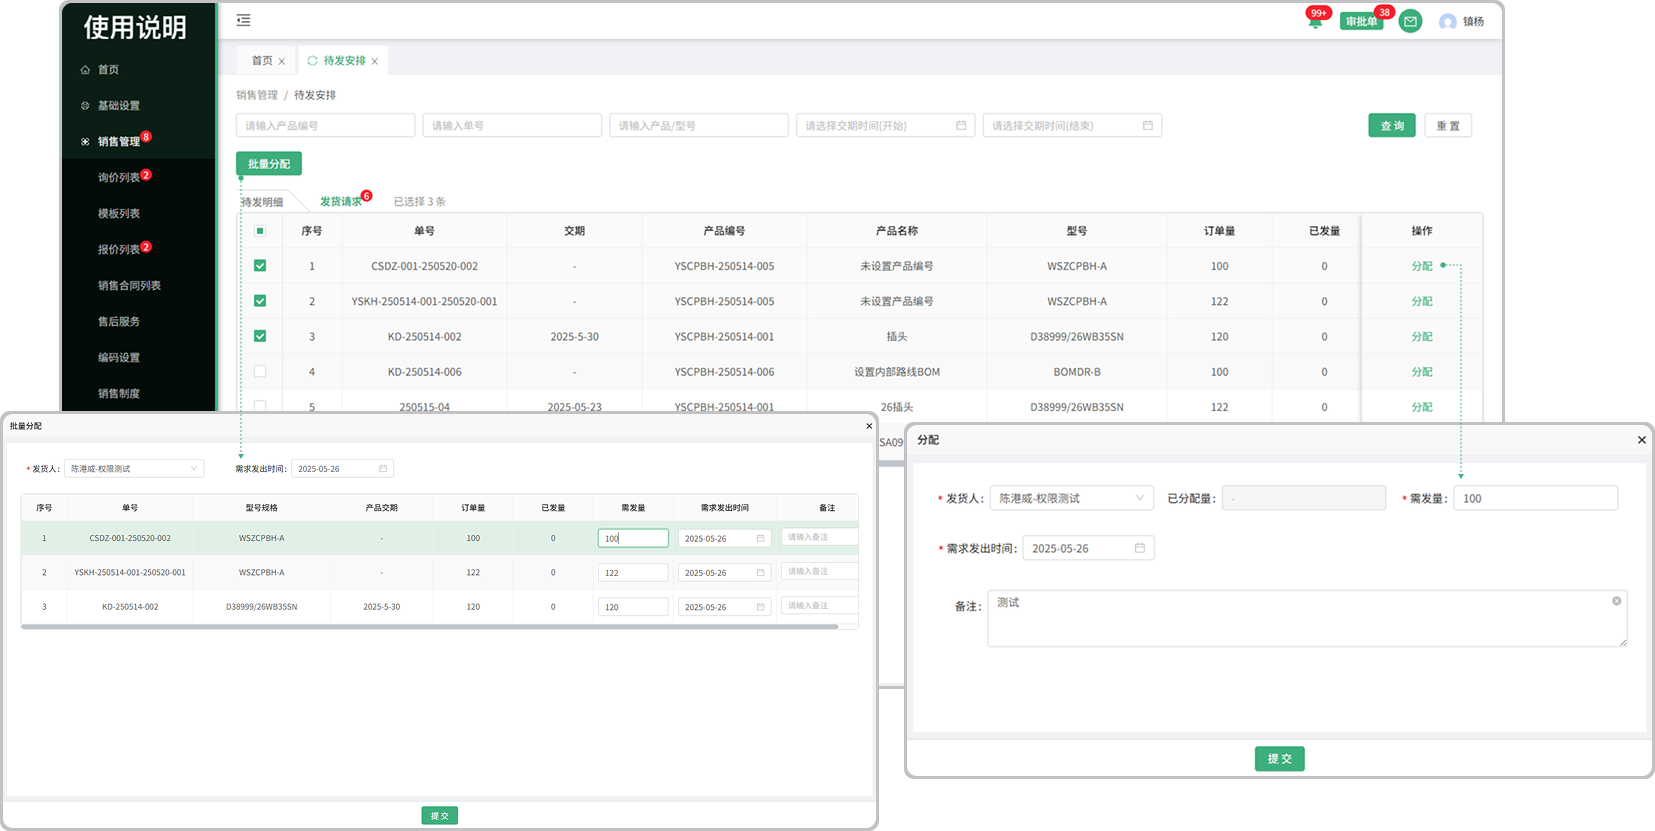 使用说明
99+
审批单 38
镇杨
首页
基础设置
销售管理 8
询价列表 2
模板列表
报价列表 2
销售合同列表
售后服务
编码设置
销售制度
首页 ×
待发安排 ×
销售管理 / 待发安排
请输入产品编号
请输入单号
请输入产品/型号
请选择交期时间(开始)
请选择交期时间(结束)
查 询
重 置
批量分配
待发明细
发货请求 6
已选择 3 条
序号 单号 交期 产品编号 产品名称 型号 订单量 已发量 操作
1 CSDZ-001-250520-002 - YSCPBH-250514-005 未设置产品编号 WSZCPBH-A 100 0 分配
2 YSKH-250514-001-250520-001 - YSCPBH-250514-005 未设置产品编号 WSZCPBH-A 122 0 分配
3 KD-250514-002 2025-5-30 YSCPBH-250514-001 插头 D38999/26WB35SN 120 0 分配
4 KD-250514-006 - YSCPBH-250514-006 设置内部路线BOM BOMDR-B 100 0 分配
5 250515-04 2025-05-23 YSCPBH-250514-001 26插头 D38999/26WB35SN 122 0 分配
SA09
批量分配 ×
* 发货人： 陈港威-权限测试
需求发出时间： 2025-05-26
序号 单号 型号规格 产品交期 订单量 已发量 需发量 需求发出时间 备注
1 CSDZ-001-250520-002 WSZCPBH-A - 100 0 100 2025-05-26 请输入备注
2 YSKH-250514-001-250520-001 WSZCPBH-A - 122 0 122 2025-05-26 请输入备注
3 KD-250514-002 D38999/26WB35SN 2025-5-30 120 0 120 2025-05-26 请输入备注
提 交
分配 ×
* 发货人： 陈港威-权限测试
已分配量： -
* 需发量： 100
* 需求发出时间： 2025-05-26
备注： 测试
提 交